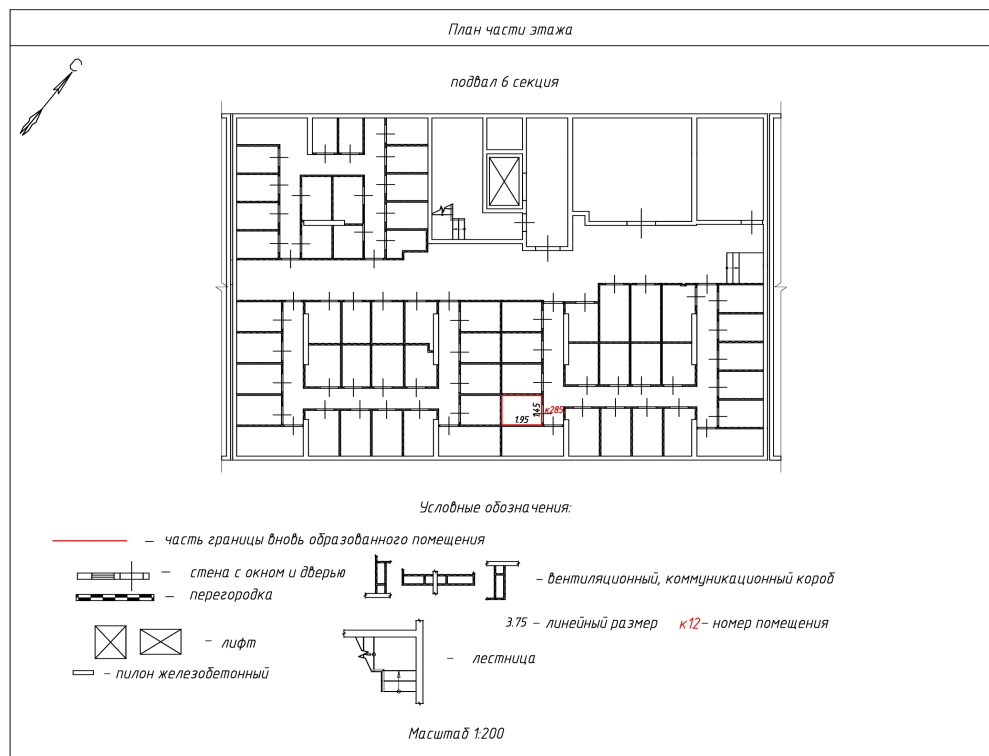 План части этажа
С
подвал 6 секция
1.45
к285
1.95
Условные обозначения:
– часть границы вновь образованного помещения
– стена с окном и дверью
– перегородка
– вентиляционный, коммуникационный короб
3.75 – линейный размер к12 – номер помещения
– лифт
– лестница
– пилон железобетонный
Масштаб 1:200